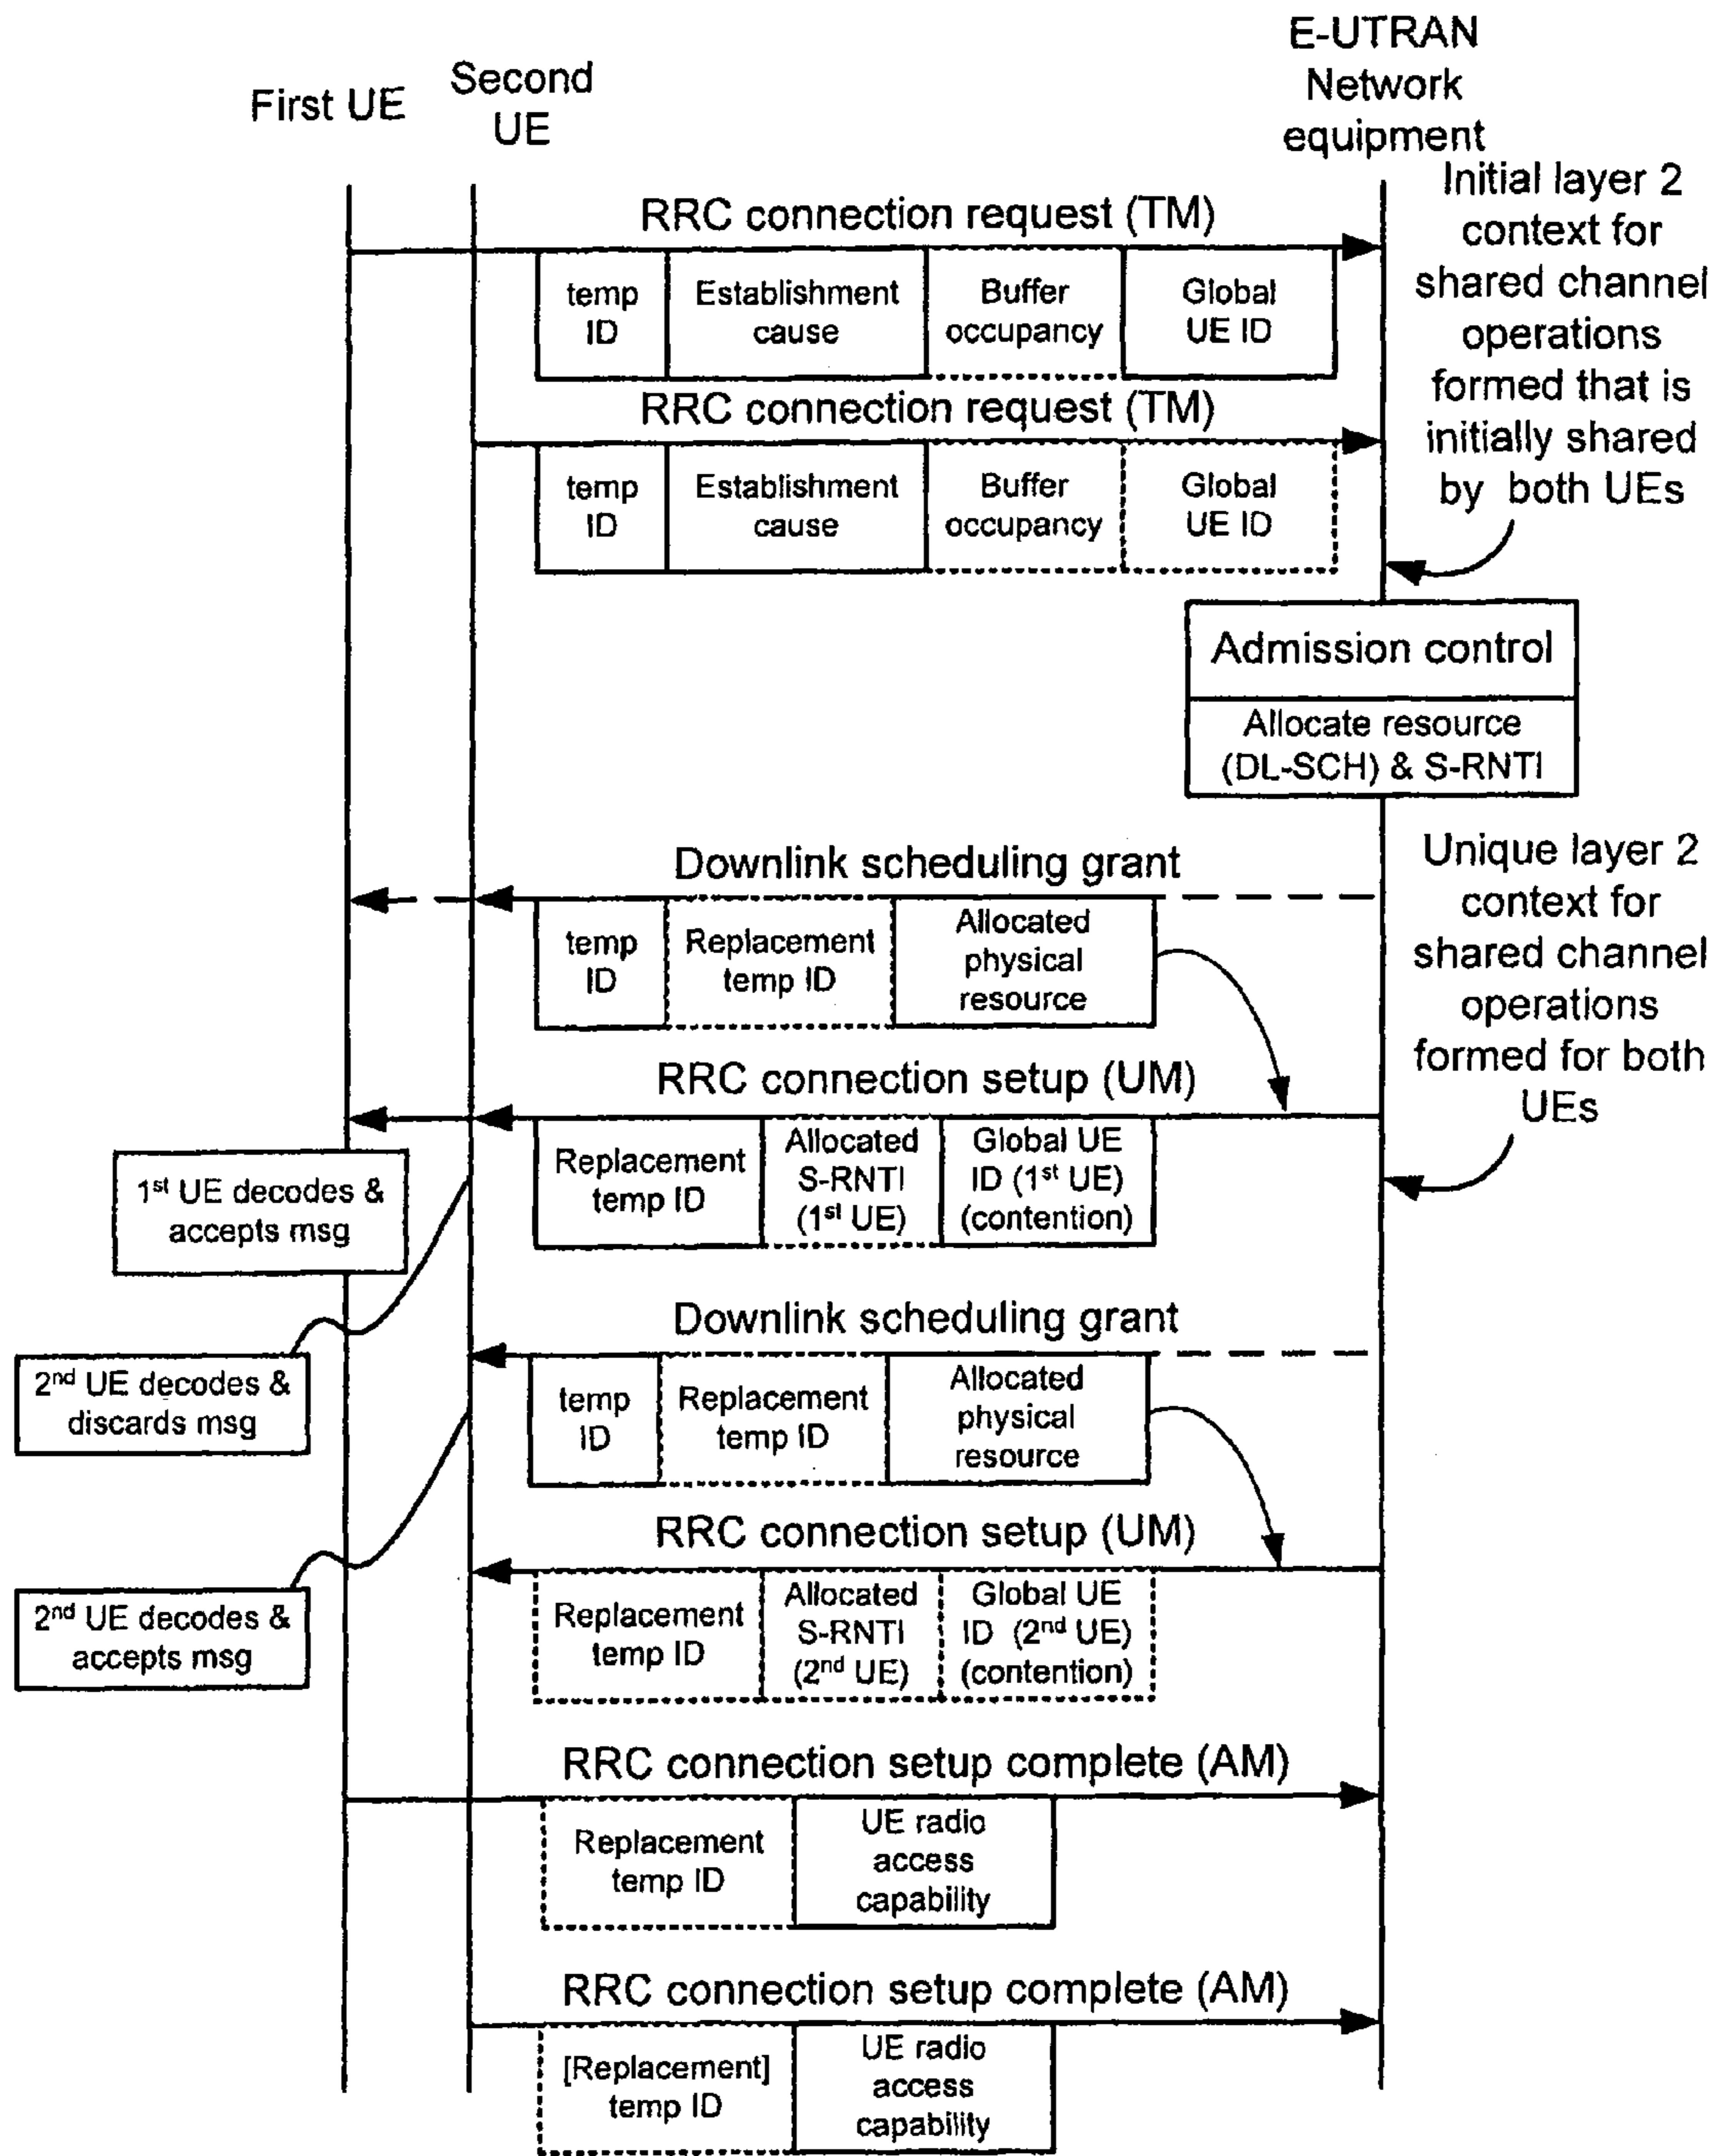 First UE
Second
UE
E-UTRAN
Network
equipment
RRC connection request (TM)
temp
ID
Establishment
cause
Buffer
occupancy
Global
UE ID
Initial layer 2
context for
shared channel
operations
formed that is
initially shared
by both UEs
RRC connection request (TM)
temp
ID
Establishment
cause
Buffer
occupancy
Global
UE ID
Admission control
Allocate resource
(DL-SCH) & S-RNTI
Downlink scheduling grant
temp
ID
Replacement
temp ID
Allocated
physical
resource
Unique layer 2
context for
shared channel
operations
formed for both
UEs
RRC connection setup (UM)
Replacement
temp ID
Allocated
S-RNTI
(1st UE)
Global UE
ID (1st UE)
(contention)
1st UE decodes &
accepts msg
2nd UE decodes &
discards msg
Downlink scheduling grant
temp
ID
Replacement
temp ID
Allocated
physical
resource
RRC connection setup (UM)
Replacement
temp ID
Allocated
S-RNTI
(2nd UE)
Global UE
ID (2nd UE)
(contention)
2nd UE decodes &
accepts msg
RRC connection setup complete (AM)
Replacement
temp ID
UE radio
access
capability
RRC connection setup complete (AM)
[Replacement]
temp ID
UE radio
access
capability